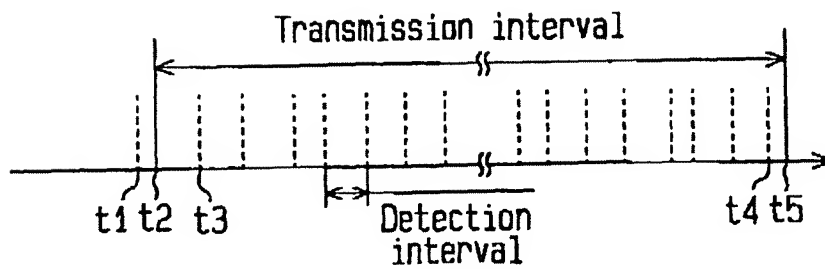 Transmission interval
t1 t2 t3 t4 t5
Detection
interval